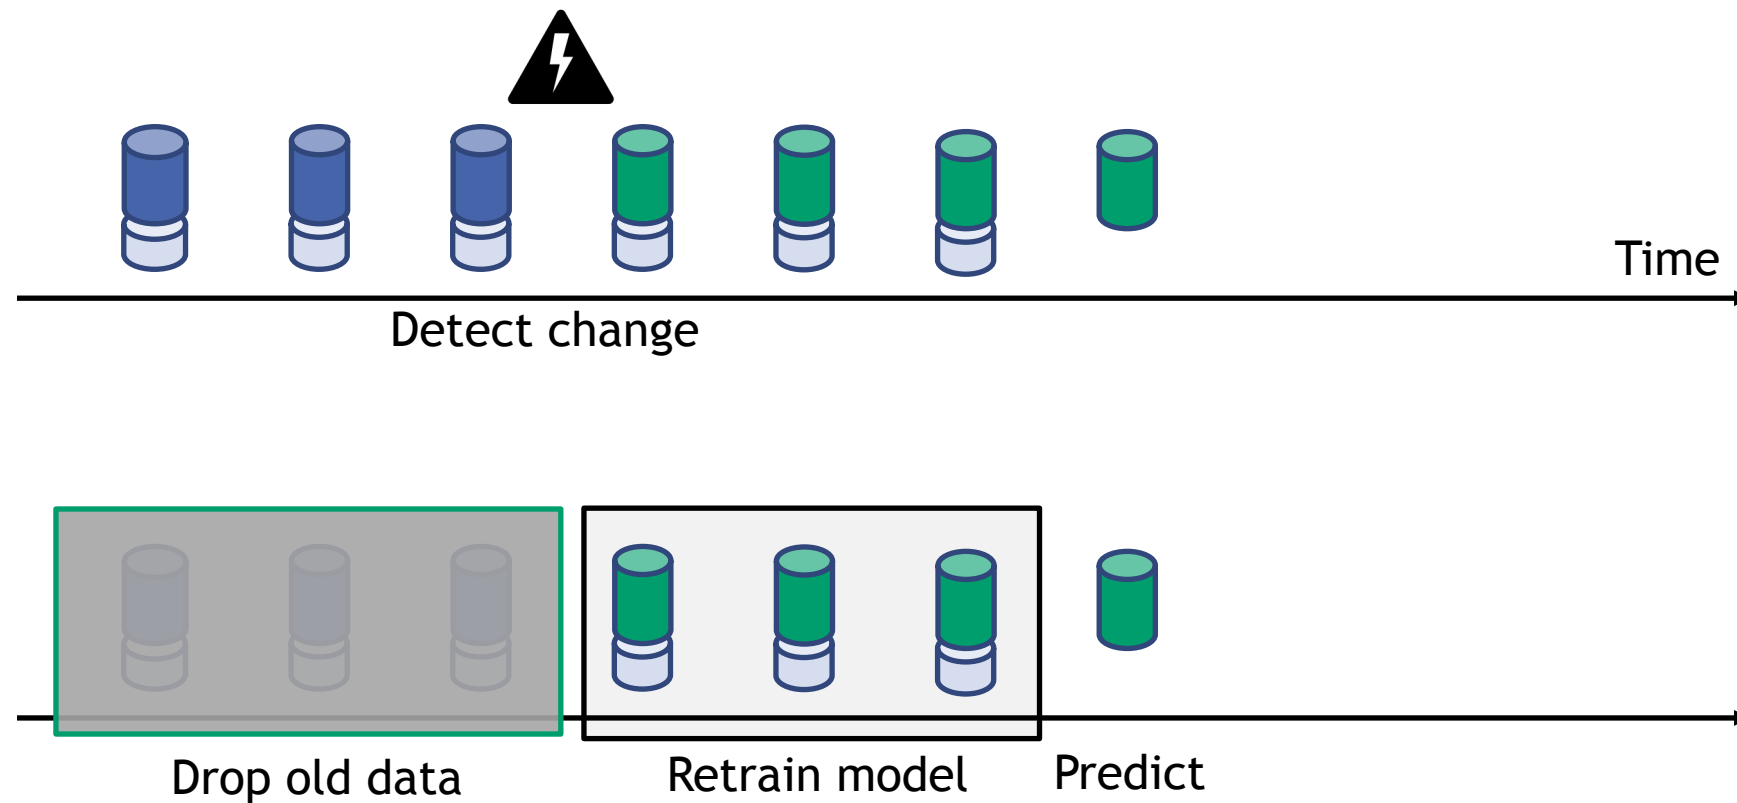 Time
Detect change
Drop old data
Retrain model
Predict